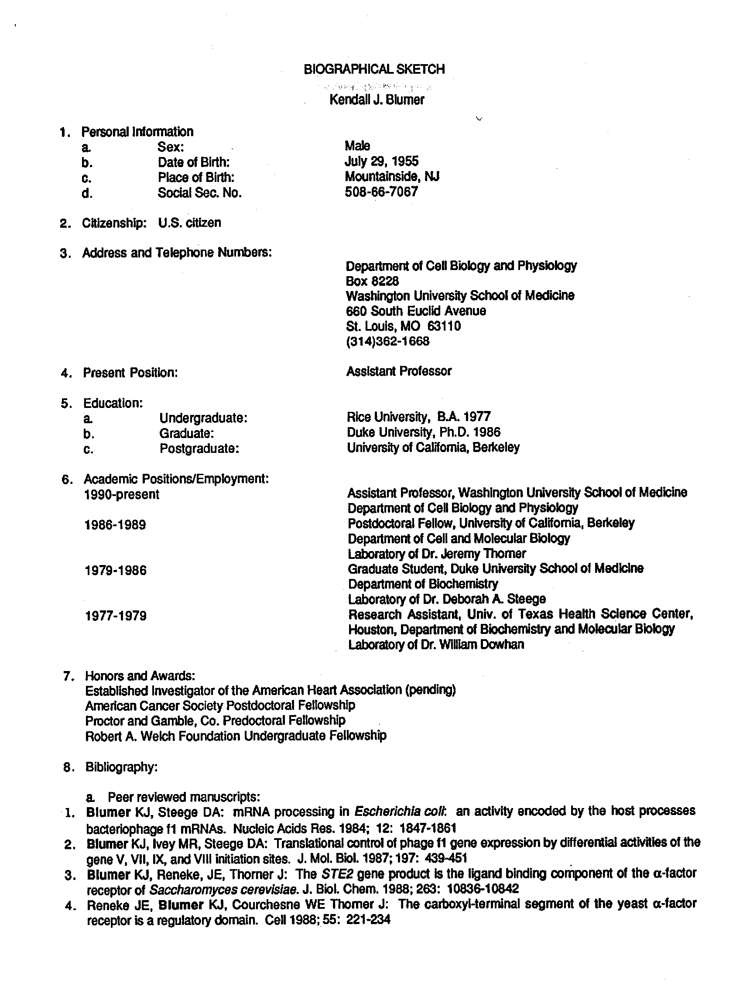 BIOGRAPHICAL SKETCH
Kendall J. Blumer
1. Personal Information
a. Sex: Male
b. Date of Birth: July 29, 1955
c. Place of Birth: Mountainside, NJ
d. Social Sec. No. 508-66-7067
2. Citizenship: U.S. citizen
3. Address and Telephone Numbers:
Department of Cell Biology and Physiology
Box 8228
Washington University School of Medicine
660 South Euclid Avenue
St. Louis, MO 63110
(314)362-1668
4. Present Position: Assistant Professor
5. Education:
a. Undergraduate: Rice University, B.A. 1977
b. Graduate: Duke University, Ph.D. 1986
c. Postgraduate: University of California, Berkeley
6. Academic Positions/Employment:
1990-present Assistant Professor, Washington University School of Medicine
Department of Cell Biology and Physiology
1986-1989 Postdoctoral Fellow, University of California, Berkeley
Department of Cell and Molecular Biology
Laboratory of Dr. Jeremy Thorner
1979-1986 Graduate Student, Duke University School of Medicine
Department of Biochemistry
Laboratory of Dr. Deborah A. Steege
1977-1979 Research Assistant, Univ. of Texas Health Science Center,
Houston, Department of Biochemistry and Molecular Biology
Laboratory of Dr. William Dowhan
7. Honors and Awards:
Established Investigator of the American Heart Association (pending)
American Cancer Society Postdoctoral Fellowship
Proctor and Gamble, Co. Predoctoral Fellowship
Robert A. Welch Foundation Undergraduate Fellowship
8. Bibliography:
a. Peer reviewed manuscripts:
1. Blumer KJ, Steege DA: mRNA processing in Escherichia coli: an activity encoded by the host processes
bacteriophage f1 mRNAs. Nucleic Acids Res. 1984; 12: 1847-1861
2. Blumer KJ, Ivey MR, Steege DA: Translational control of phage f1 gene expression by differential activities of the
gene V, VII, IX, and VIII initiation sites. J. Mol. Biol. 1987; 197: 439-451
3. Blumer KJ, Reneke, JE, Thorner J: The STE2 gene product is the ligand binding component of the α-factor
receptor of Saccharomyces cerevisiae. J. Biol. Chem. 1988; 263: 10836-10842
4. Reneke JE, Blumer KJ, Courchesne WE Thorner J: The carboxyl-terminal segment of the yeast α-factor
receptor is a regulatory domain. Cell 1988; 55: 221-234